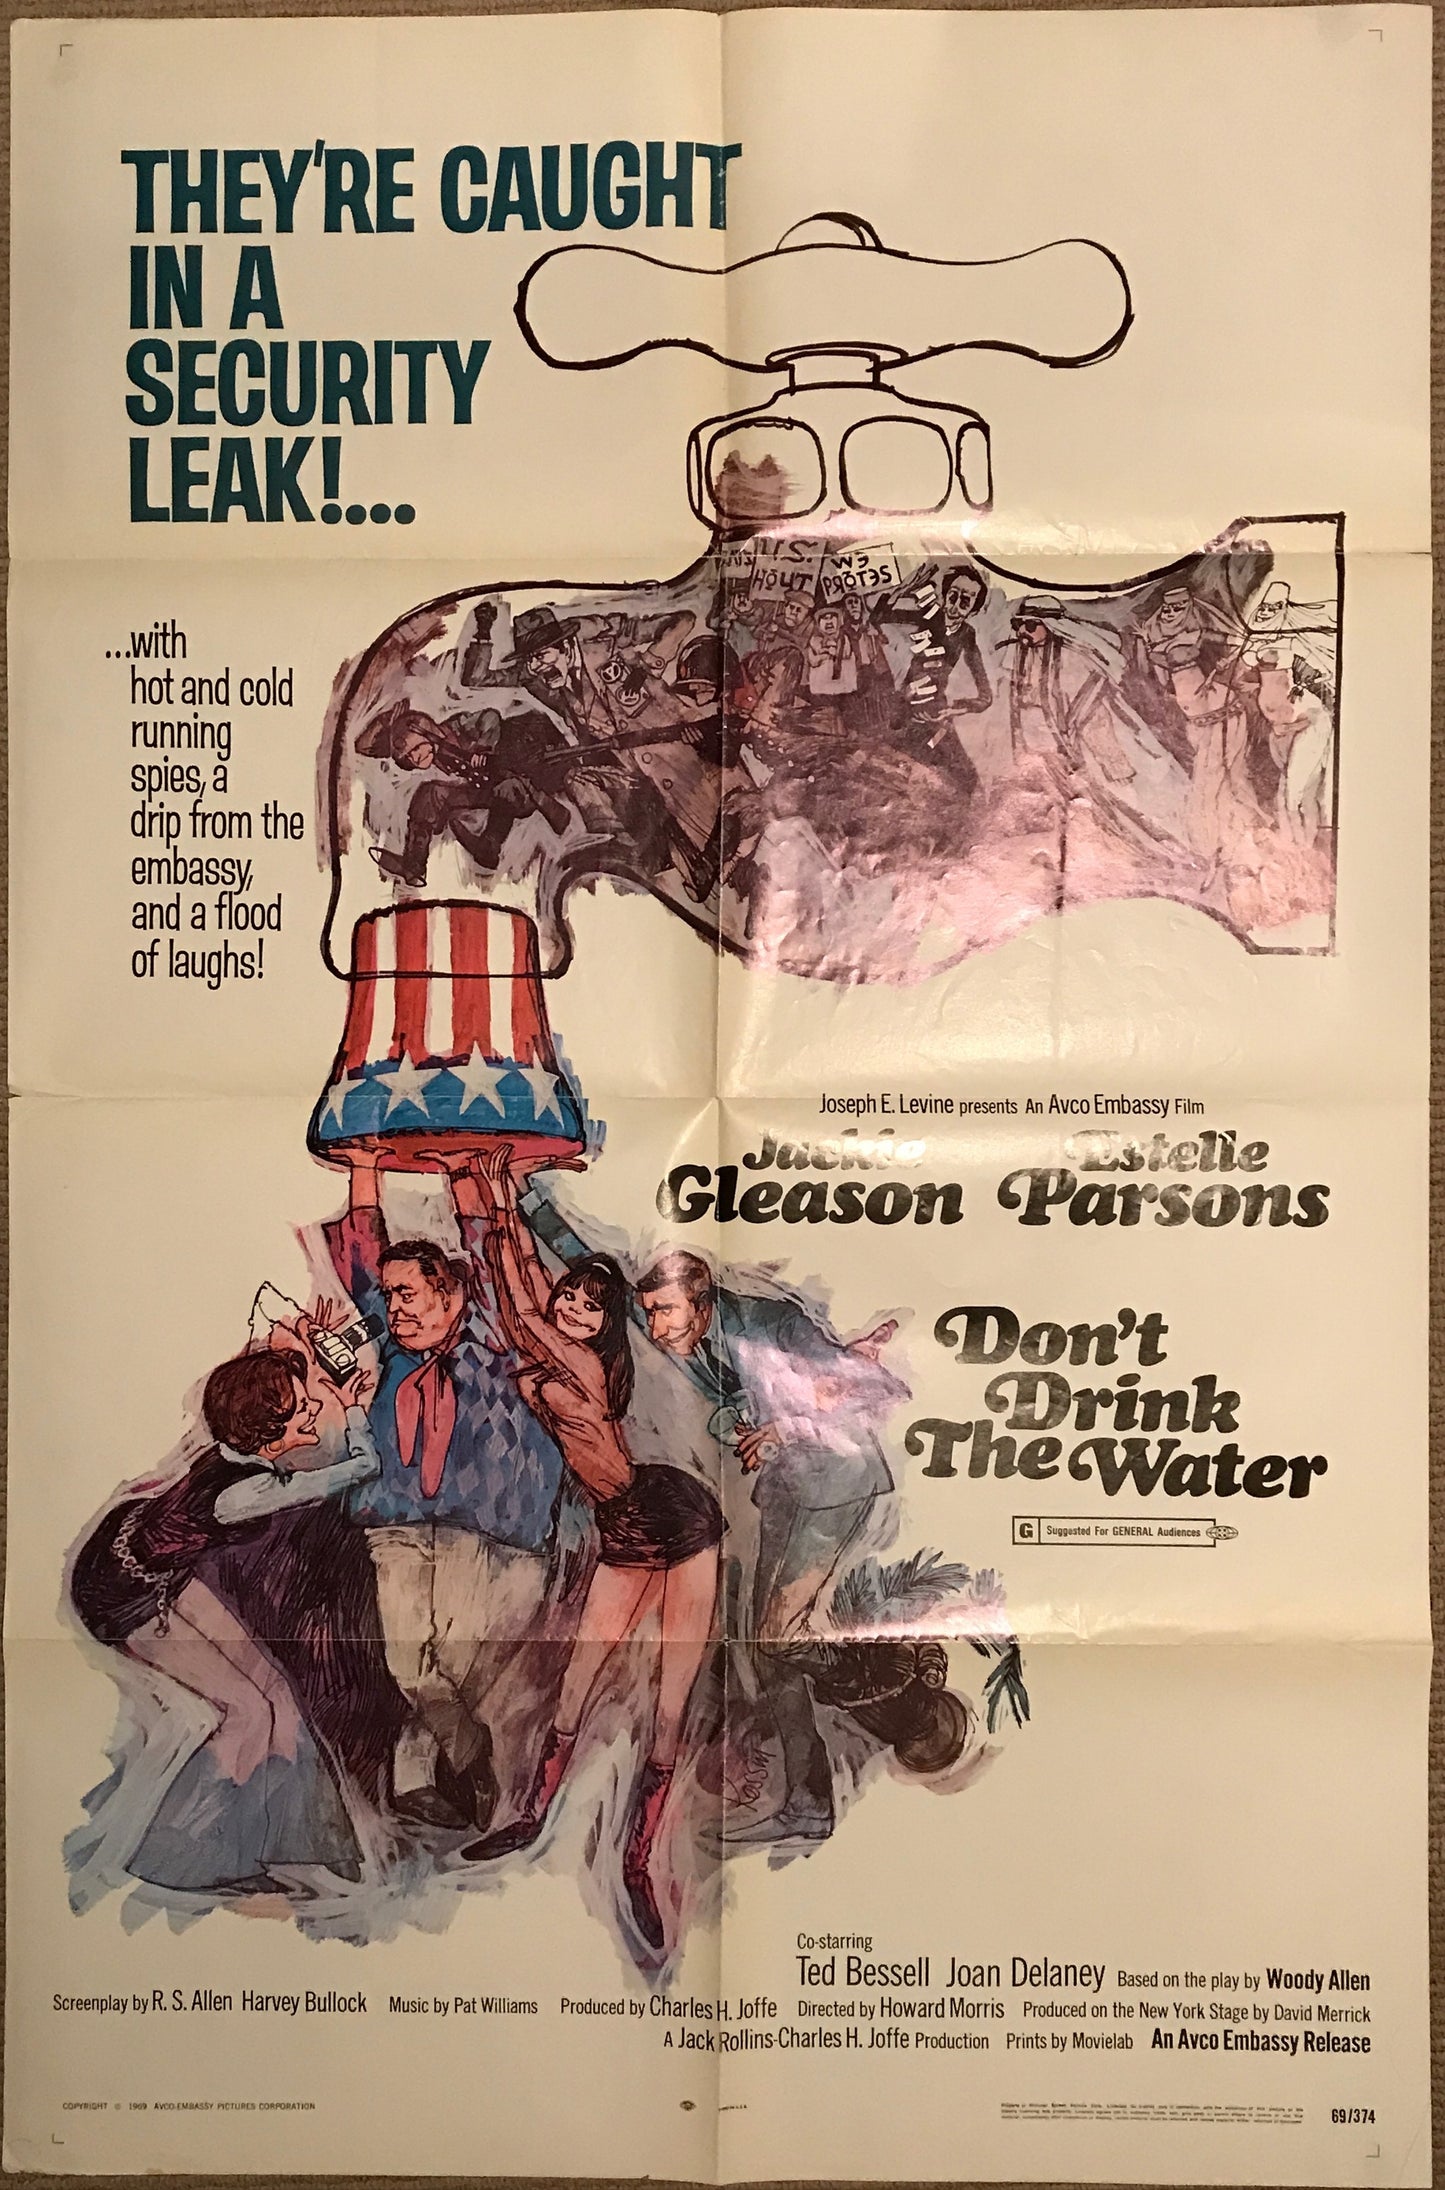 THEY'RE CAUGHT
IN A
SECURITY
LEAK!...
...with
hot and cold
running
spies, a
drip from the
embassy,
and a flood
of laughs!
U.S.
WE
PROTES
Joseph E. Levine presents An Avco Embassy Film
Jackie Estelle
Gleason Parsons
Don't
Drink
The Water
G Suggested For GENERAL Audiences
Co-starring
Ted Bessell Joan Delaney Based on the play by Woody Allen
Screenplay by R. S. Allen Harvey Bullock Music by Pat Williams Produced by Charles H. Joffe Directed by Howard Morris Produced on the New York Stage by David Merrick
A Jack Rollins-Charles H. Joffe Production Prints by Movielab An Avco Embassy Release
COPYRIGHT © 1969 AVCO-EMBASSY PICTURES CORPORATION
69/374